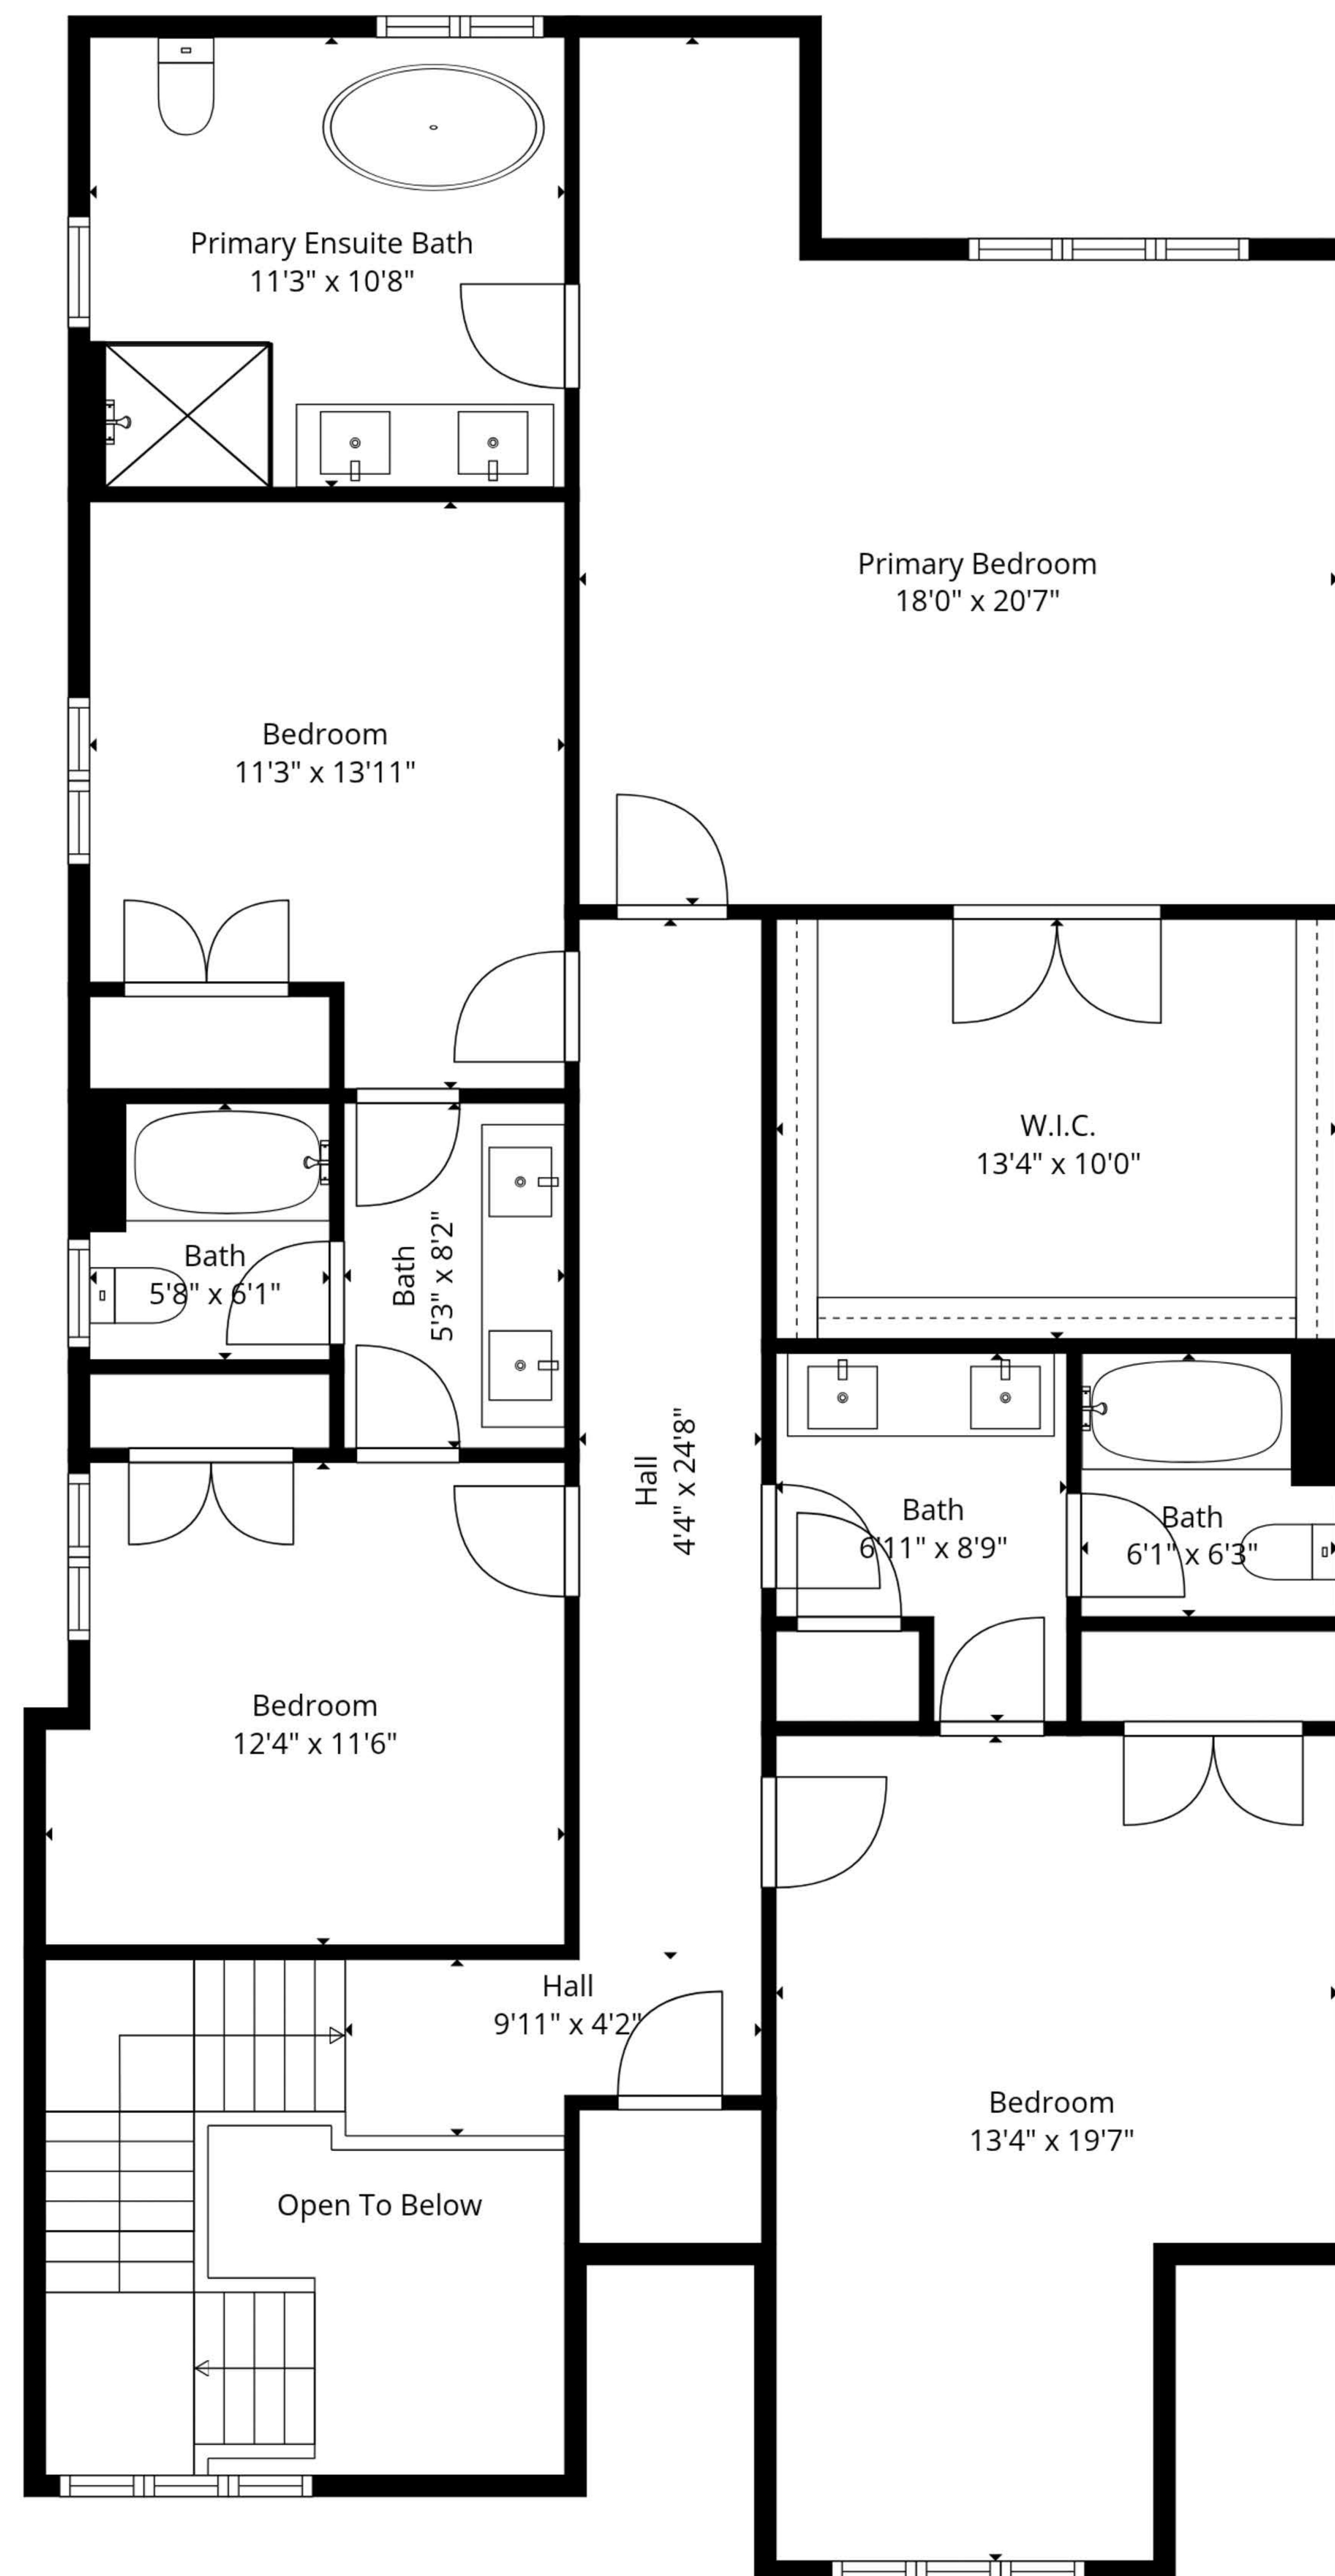 Primary Ensuite Bath
11'3" x 10'8"
Primary Bedroom
18'0" x 20'7"
Bedroom
11'3" x 13'11"
W.I.C.
13'4" x 10'0"
Bath
5'8" x 6'1"
Bath
5'3" x 8'2"
Hall
4'4" x 24'8"
Bath
6'11" x 8'9"
Bath
6'1" x 6'3"
Bedroom
12'4" x 11'6"
Hall
9'11" x 4'2"
Bedroom
13'4" x 19'7"
Open To Below